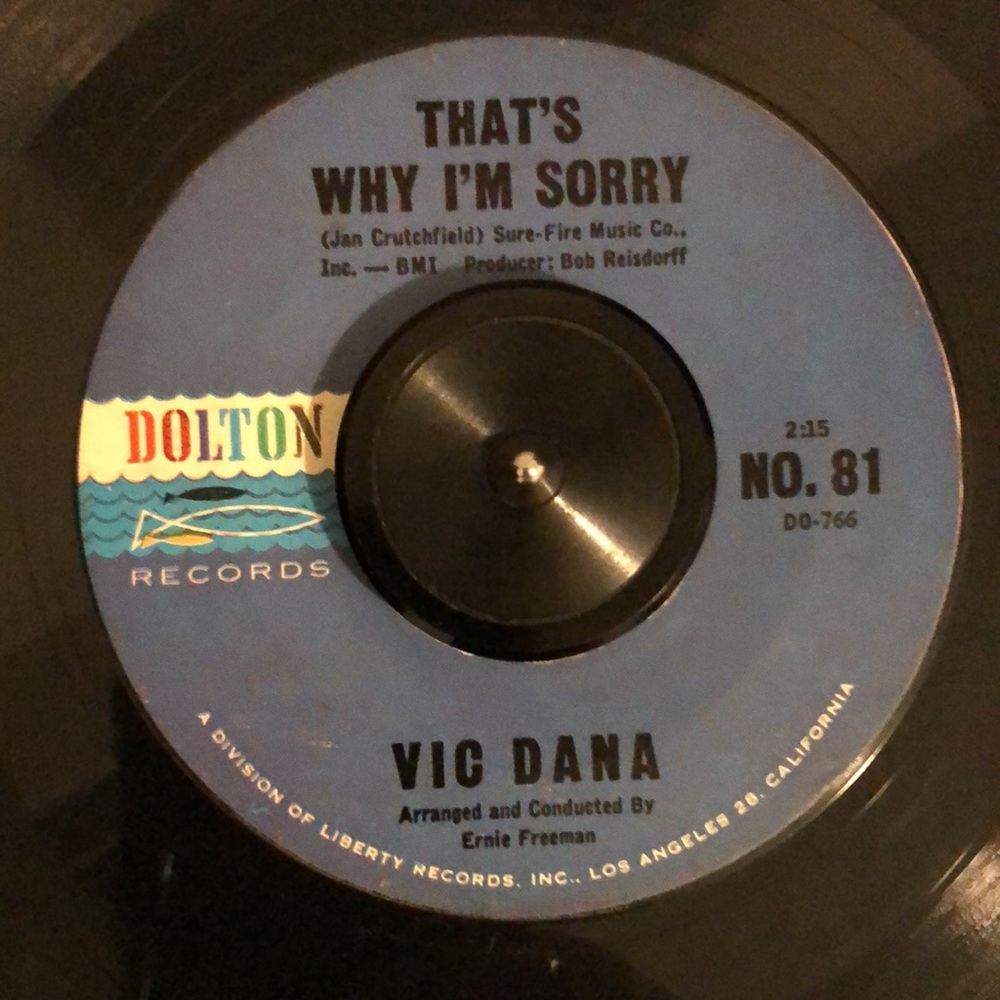 THAT'S
WHY I'M SORRY
(Jan Crutchfield) Sure-Fire Music Co.,
Inc. — BMI Producer: Bob Reisdorff
DOLTON
RECORDS
2:15
NO. 81
DO-766
VIC DANA
Arranged and Conducted By
Ernie Freeman
A DIVISION OF LIBERTY RECORDS, INC., LOS ANGELES 28, CALIFORNIA